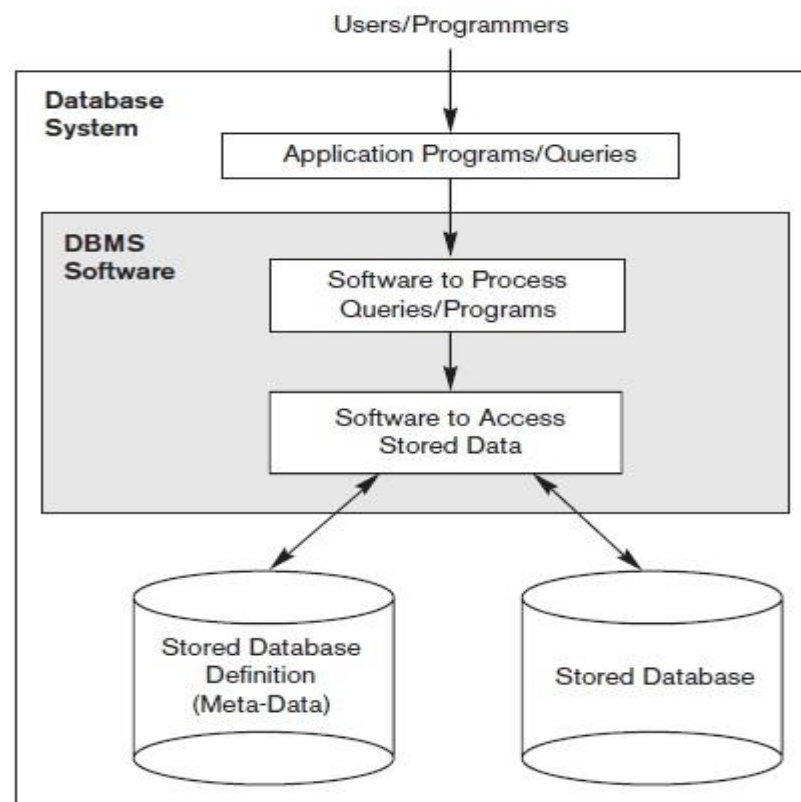 Users/Programmers
Database
System
Application Programs/Queries
DBMS
Software
Software to Process
Queries/Programs
Software to Access
Stored Data
Stored Database
Definition
(Meta-Data)
Stored Database